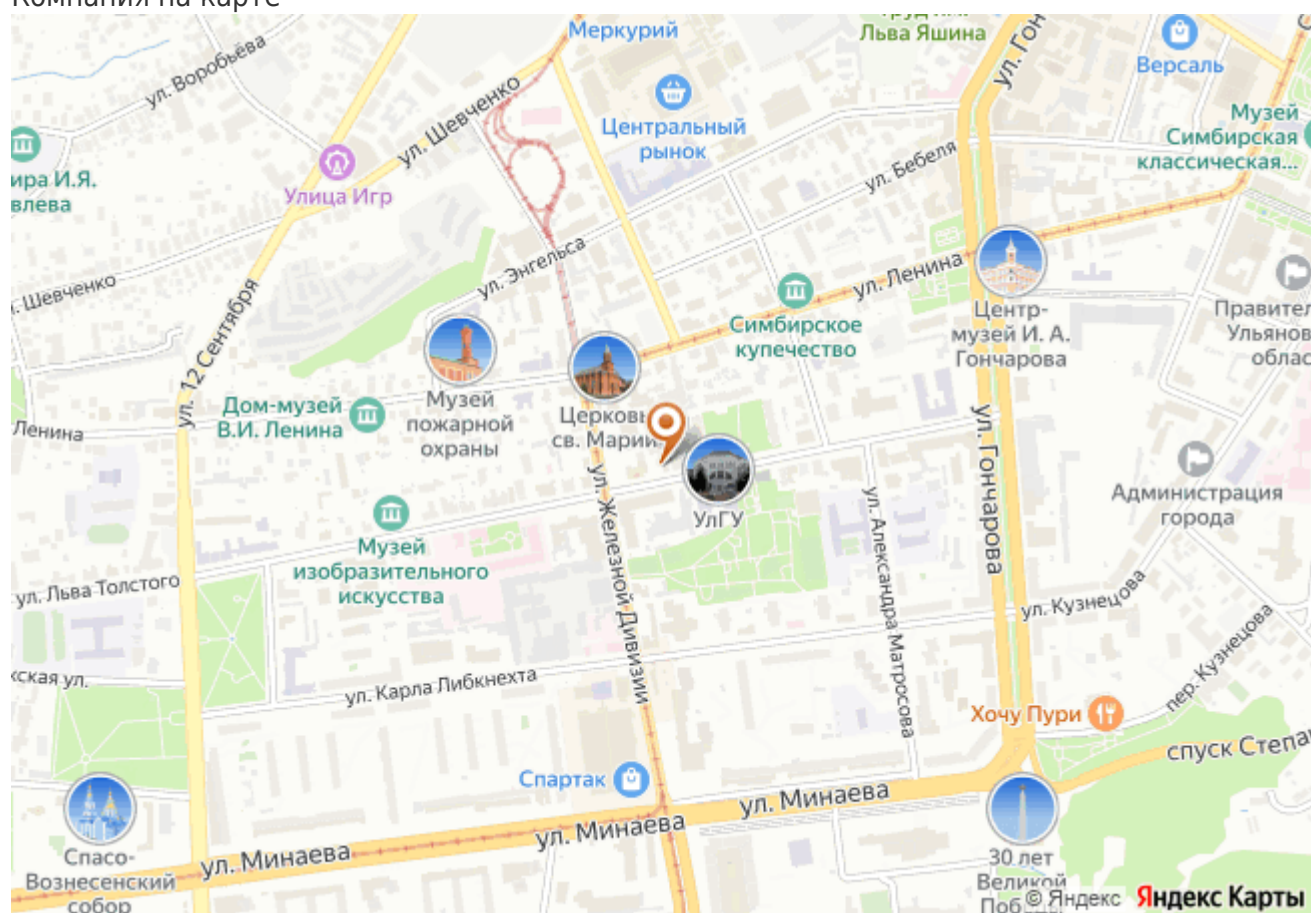 Компания на карте
Меркурий
Льва Яшина
ул. Гон
Версаль
ул. Воробьёва
ул. Шевченко
Центральный
рынок
Музей
Симбирская
классическая...
ира И.Я.
влева
Улица Игр
ул. Бебеля
ул. Энгельса
ул. Ленина
. Шевченко
ул. 12 Сентября
Симбирское
купечество
Центр-
музей И. А.
Гончарова
Правител
Ульянов
облас
Дом-музей
В.И. Ленина
Музей
пожарной
охраны
Церковь
св. Марии
Ленина
ул. Гончарова
Администрация
города
УлГУ
ул. Железной Дивизии
ул. Александра Матросова
Музей
изобразительного
искусства
ул. Льва Толстого
ул. Кузнецова
пер. Кузнецова
ская ул.
ул. Карла Либкнехта
Хочу Пури
спуск Степа
Спартак
ул. Минаева
ул. Минаева
ул. Минаева
Спасо-
Вознесенский
собор
30 лет
Великой
Победы
© Яндекс Яндекс Карты